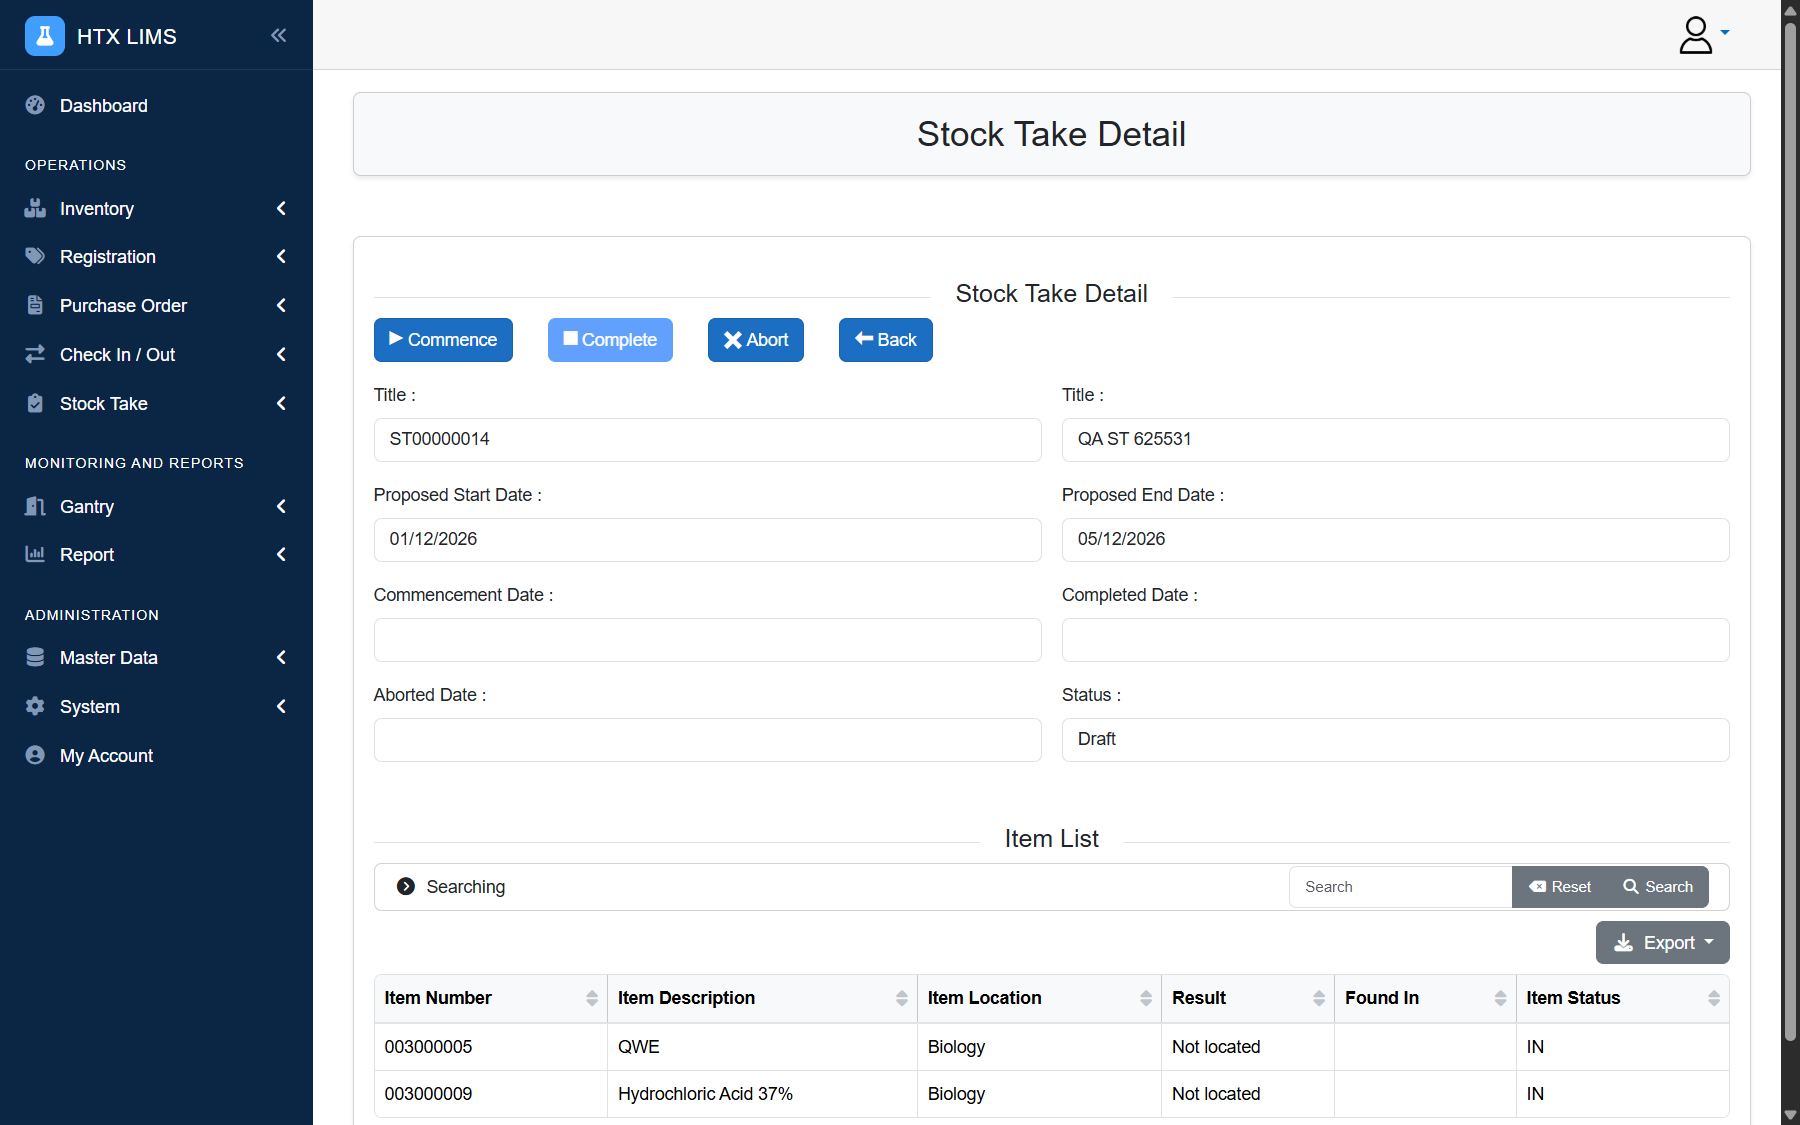 HTX LIMS
Dashboard
OPERATIONS
Inventory
Registration
Purchase Order
Check In / Out
Stock Take
MONITORING AND REPORTS
Gantry
Report
ADMINISTRATION
Master Data
System
My Account
Stock Take Detail
Stock Take Detail
Commence Complete Abort Back
Title : Title :
ST00000014 QA ST 625531
Proposed Start Date : Proposed End Date :
01/12/2026 05/12/2026
Commencement Date : Completed Date :
Aborted Date : Status :
Draft
Item List
Searching Search Reset Search
Export
Item Number Item Description Item Location Result Found In Item Status
003000005 QWE Biology Not located IN
003000009 Hydrochloric Acid 37% Biology Not located IN